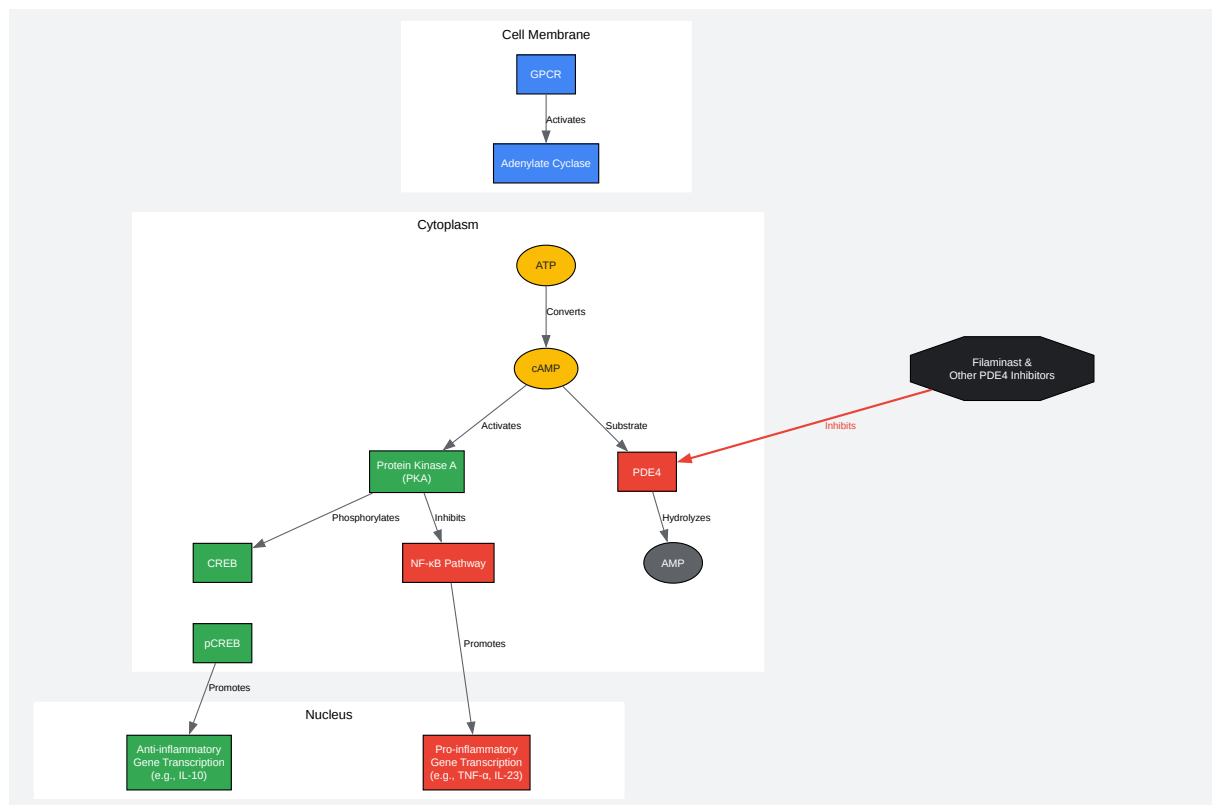 Cell Membrane
GPCR
Activates
Adenylate Cyclase
Cytoplasm
ATP
Converts
cAMP
Filaminast &
Other PDE4 Inhibitors
Activates
Substrate
Inhibits
Protein Kinase A
(PKA)
PDE4
Phosphorylates
Inhibits
Hydrolyzes
CREB
NF-κB Pathway
AMP
pCREB
Promotes
Promotes
Nucleus
Anti-inflammatory
Gene Transcription
(e.g., IL-10)
Pro-inflammatory
Gene Transcription
(e.g., TNF-α, IL-23)